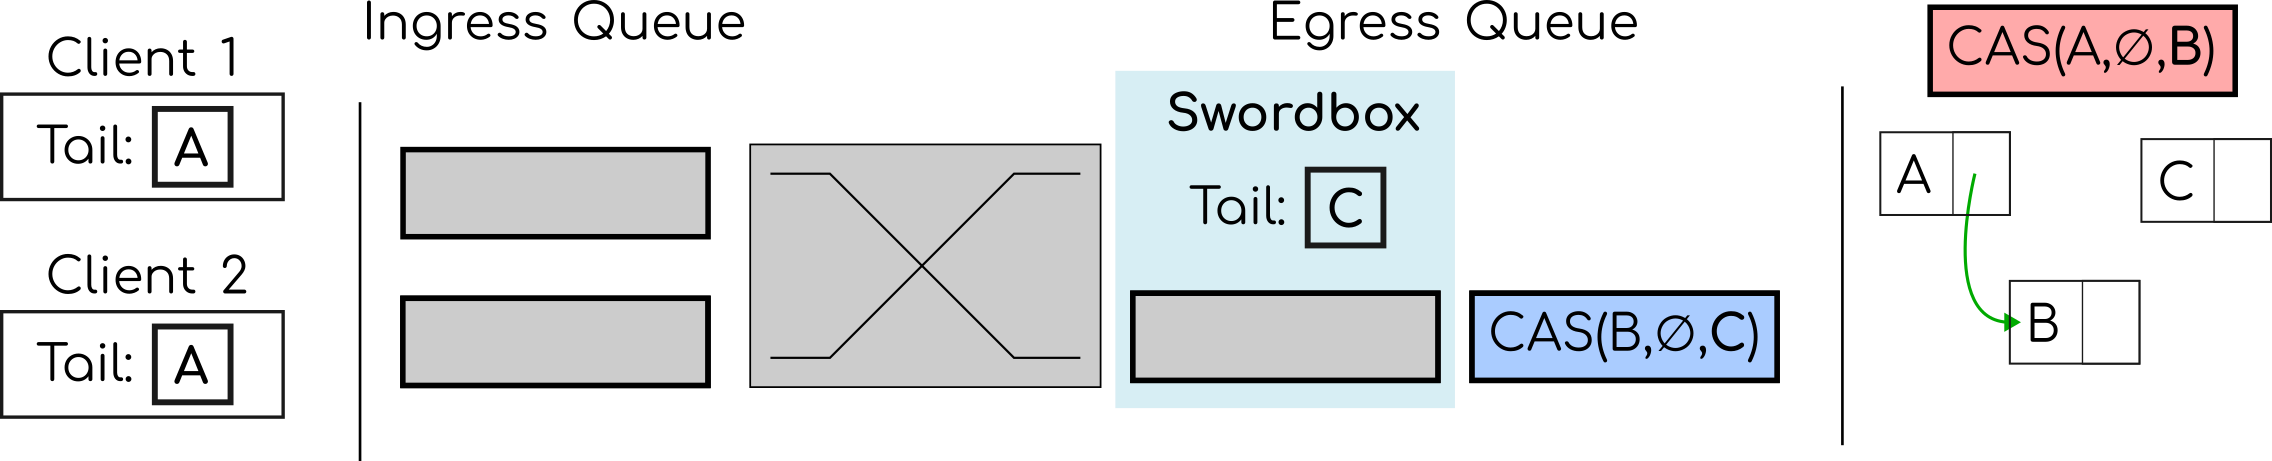 Client 1
Tail: A
Client 2
Tail: A
Ingress Queue
Egress Queue
Swordbox
Tail: C
CAS(B,∅,C)
CAS(A,∅,B)
A
C
B